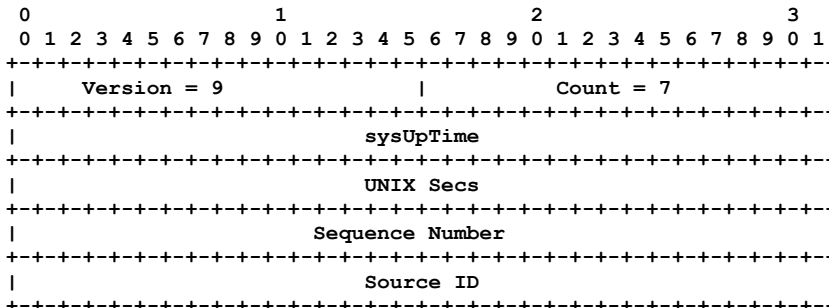 0                   1                   2                   3
 0 1 2 3 4 5 6 7 8 9 0 1 2 3 4 5 6 7 8 9 0 1 2 3 4 5 6 7 8 9 0 1
+-+-+-+-+-+-+-+-+-+-+-+-+-+-+-+-+-+-+-+-+-+-+-+-+-+-+-+-+-+-+-+--
|     Version = 9               |          Count = 7
+-+-+-+-+-+-+-+-+-+-+-+-+-+-+-+-+-+-+-+-+-+-+-+-+-+-+-+-+-+-+-+--
|                           sysUpTime
+-+-+-+-+-+-+-+-+-+-+-+-+-+-+-+-+-+-+-+-+-+-+-+-+-+-+-+-+-+-+-+--
|                           UNIX Secs
+-+-+-+-+-+-+-+-+-+-+-+-+-+-+-+-+-+-+-+-+-+-+-+-+-+-+-+-+-+-+-+--
|                       Sequence Number
+-+-+-+-+-+-+-+-+-+-+-+-+-+-+-+-+-+-+-+-+-+-+-+-+-+-+-+-+-+-+-+--
|                           Source ID
+-+-+-+-+-+-+-+-+-+-+-+-+-+-+-+-+-+-+-+-+-+-+-+-+-+-+-+-+-+-+-+--